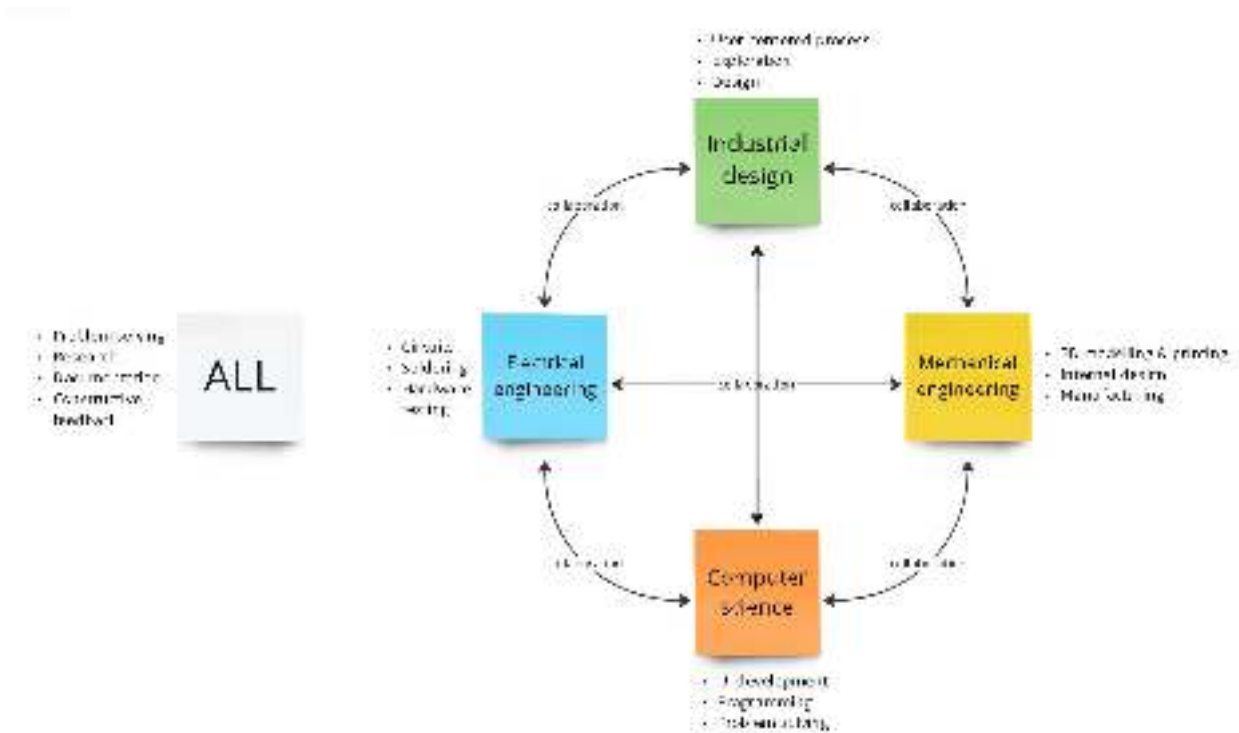 • User centered process
• Exploration
• Design
Industrial
design
collaboration
collaboration
• Problem solving
• Research
• Documentation
• Constructive
feedback
ALL
• Circuits
• Soldering
• Hardware
testing
Electrical
engineering
collaboration
Mechanical
engineering
• 3D modelling & printing
• Internal design
• Manufacturing
collaboration
collaboration
Computer
science
• development
• Programming
• Problem solving